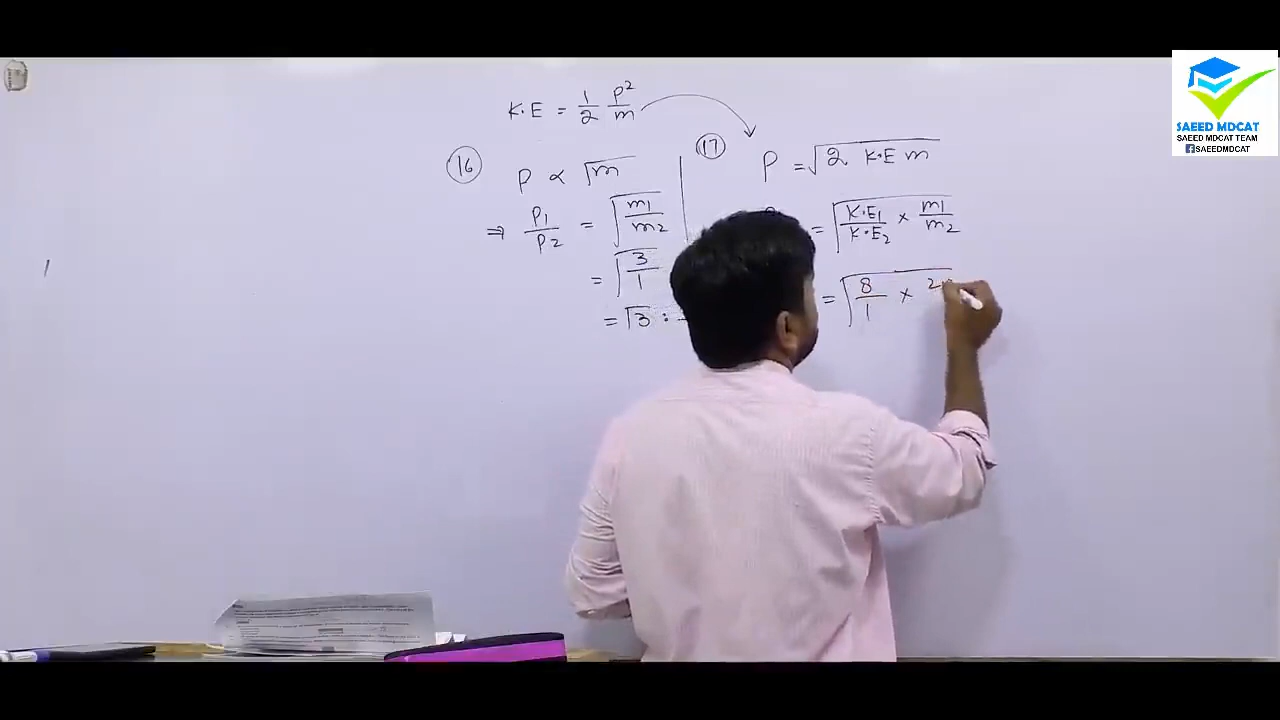 K.E = 1/2 P²/m
(16)
P ∝ √m
⇒ P1/P2 = √(m1/m2)
= √(3/1)
= √3 :
(17)
P = √(2 K.E m)
= √(K.E1/K.E2 × m1/m2)
= √(8/1 × 2
SAEED MDCAT
SAEED MDCAT TEAM
f SAEEDMDCAT